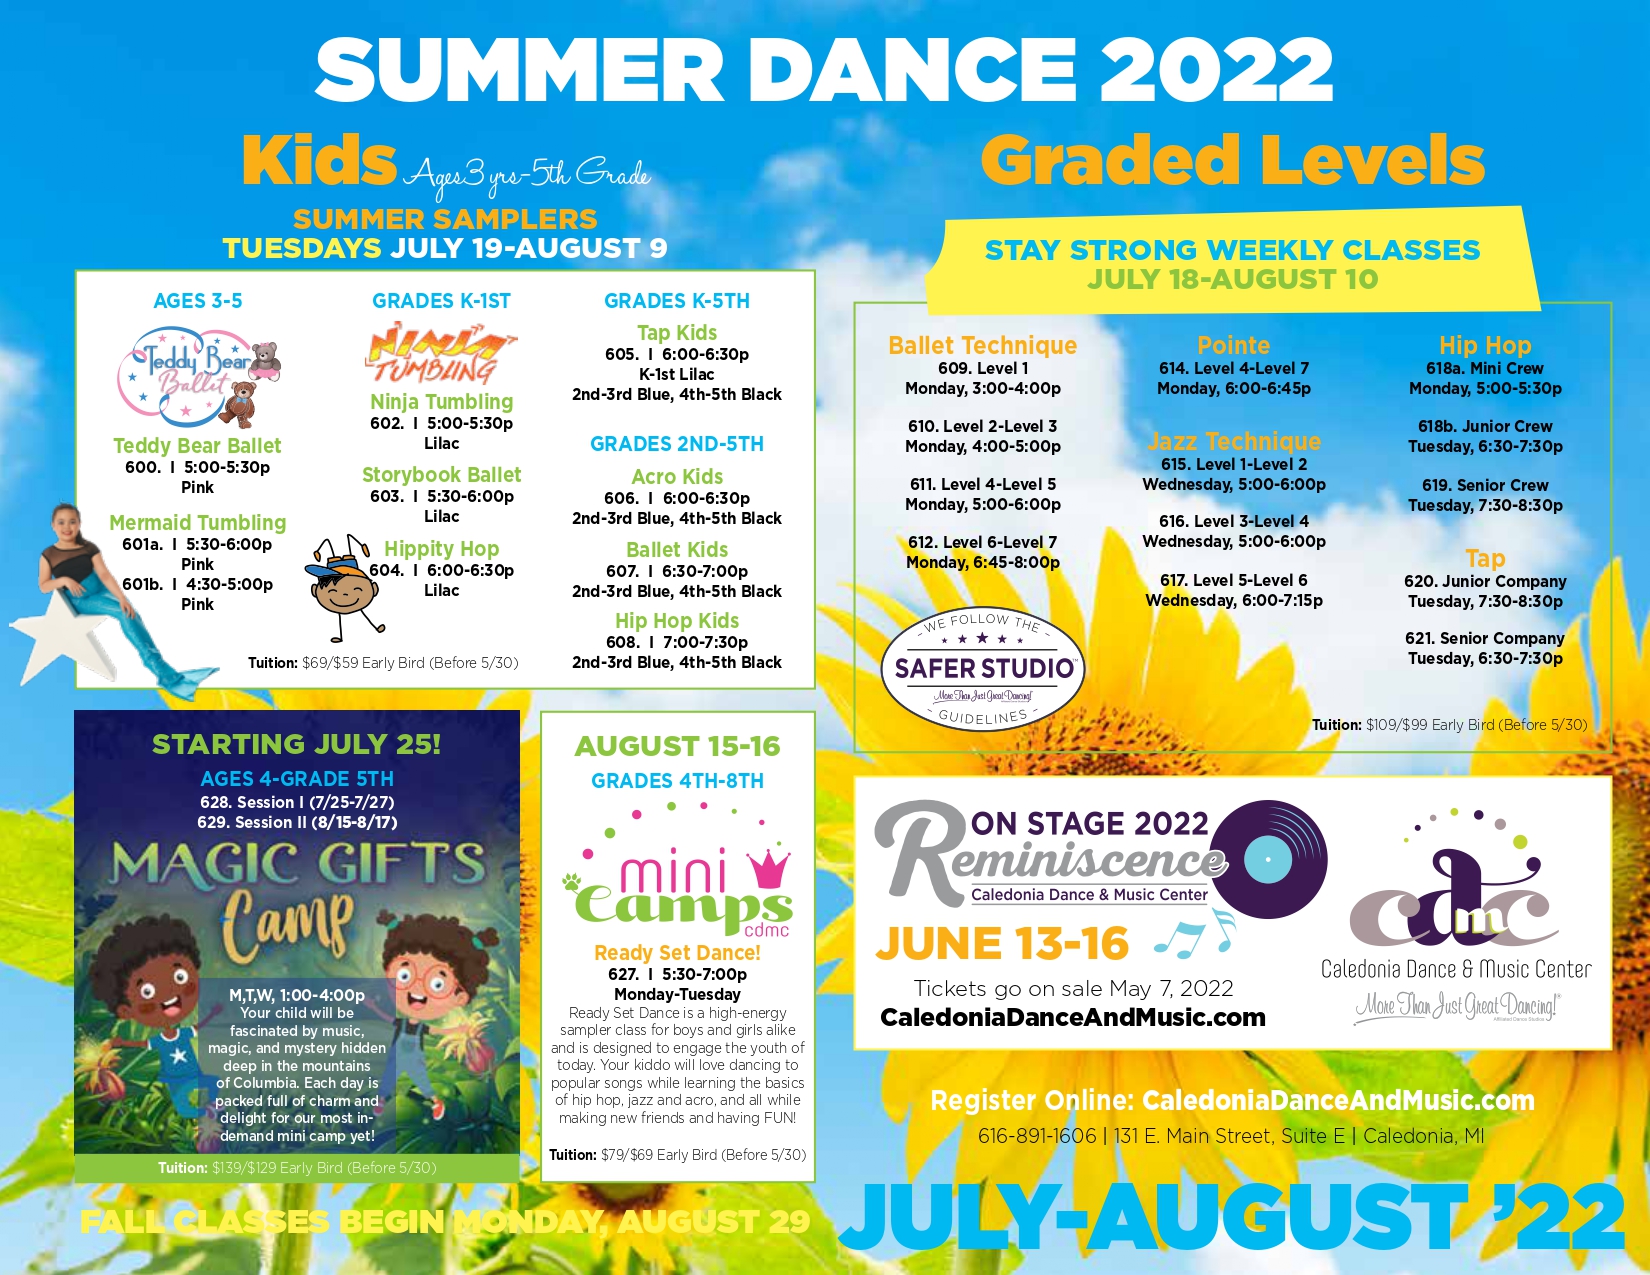 SUMMER DANCE 2022
Kids Ages 3 yrs-5th Grade
SUMMER SAMPLERS
TUESDAYS JULY 19-AUGUST 9
AGES 3-5
Teddy Bear
Ballet
Teddy Bear Ballet
600. I 5:00-5:30p
Pink
Mermaid Tumbling
601a. I 5:30-6:00p
Pink
601b. I 4:30-5:00p
Pink
GRADES K-1ST
NINJA
TUMBLING
Ninja Tumbling
602. I 5:00-5:30p
Lilac
Storybook Ballet
603. I 5:30-6:00p
Lilac
Hippity Hop
604. I 6:00-6:30p
Lilac
GRADES K-5TH
Tap Kids
605. I 6:00-6:30p
K-1st Lilac
2nd-3rd Blue, 4th-5th Black
GRADES 2ND-5TH
Acro Kids
606. I 6:00-6:30p
2nd-3rd Blue, 4th-5th Black
Ballet Kids
607. I 6:30-7:00p
2nd-3rd Blue, 4th-5th Black
Hip Hop Kids
608. I 7:00-7:30p
2nd-3rd Blue, 4th-5th Black
Tuition: $69/$59 Early Bird (Before 5/30)
STARTING JULY 25!
AGES 4-GRADE 5TH
628. Session I (7/25-7/27)
629. Session II (8/15-8/17)
MAGIC GIFTS
Camp
M,T,W, 1:00-4:00p
Your child will be
fascinated by music,
magic, and mystery hidden
deep in the mountains
of Columbia. Each day is
packed full of charm and
delight for our most in-
demand mini camp yet!
Tuition: $139/$129 Early Bird (Before 5/30)
AUGUST 15-16
GRADES 4TH-8TH
mini
Camps
cdmc
Ready Set Dance!
627. I 5:30-7:00p
Monday-Tuesday
Ready Set Dance is a high-energy
sampler class for boys and girls alike
and is designed to engage the youth of
today. Your kiddo will love dancing to
popular songs while learning the basics
of hip hop, jazz and acro, and all while
making new friends and having FUN!
Tuition: $79/$69 Early Bird (Before 5/30)
FALL CLASSES BEGIN MONDAY, AUGUST 29
Graded Levels
STAY STRONG WEEKLY CLASSES
JULY 18-AUGUST 10
Ballet Technique
609. Level 1
Monday, 3:00-4:00p
610. Level 2-Level 3
Monday, 4:00-5:00p
611. Level 4-Level 5
Monday, 5:00-6:00p
612. Level 6-Level 7
Monday, 6:45-8:00p
WE FOLLOW THE
SAFER STUDIO™
More Than Just Great Dancing!
GUIDELINES
Pointe
614. Level 4-Level 7
Monday, 6:00-6:45p
Jazz Technique
615. Level 1-Level 2
Wednesday, 5:00-6:00p
616. Level 3-Level 4
Wednesday, 5:00-6:00p
617. Level 5-Level 6
Wednesday, 6:00-7:15p
Hip Hop
618a. Mini Crew
Monday, 5:00-5:30p
618b. Junior Crew
Tuesday, 6:30-7:30p
619. Senior Crew
Tuesday, 7:30-8:30p
Tap
620. Junior Company
Tuesday, 7:30-8:30p
621. Senior Company
Tuesday, 6:30-7:30p
Tuition: $109/$99 Early Bird (Before 5/30)
ON STAGE 2022
Reminiscence
Caledonia Dance & Music Center
JUNE 13-16
Tickets go on sale May 7, 2022
CaledoniaDanceAndMusic.com
cdmc
Caledonia Dance & Music Center
More Than Just Great Dancing!®
Affiliated Dance Studios
Register Online: CaledoniaDanceAndMusic.com
616-891-1606 | 131 E. Main Street, Suite E | Caledonia, MI
JULY-AUGUST '22